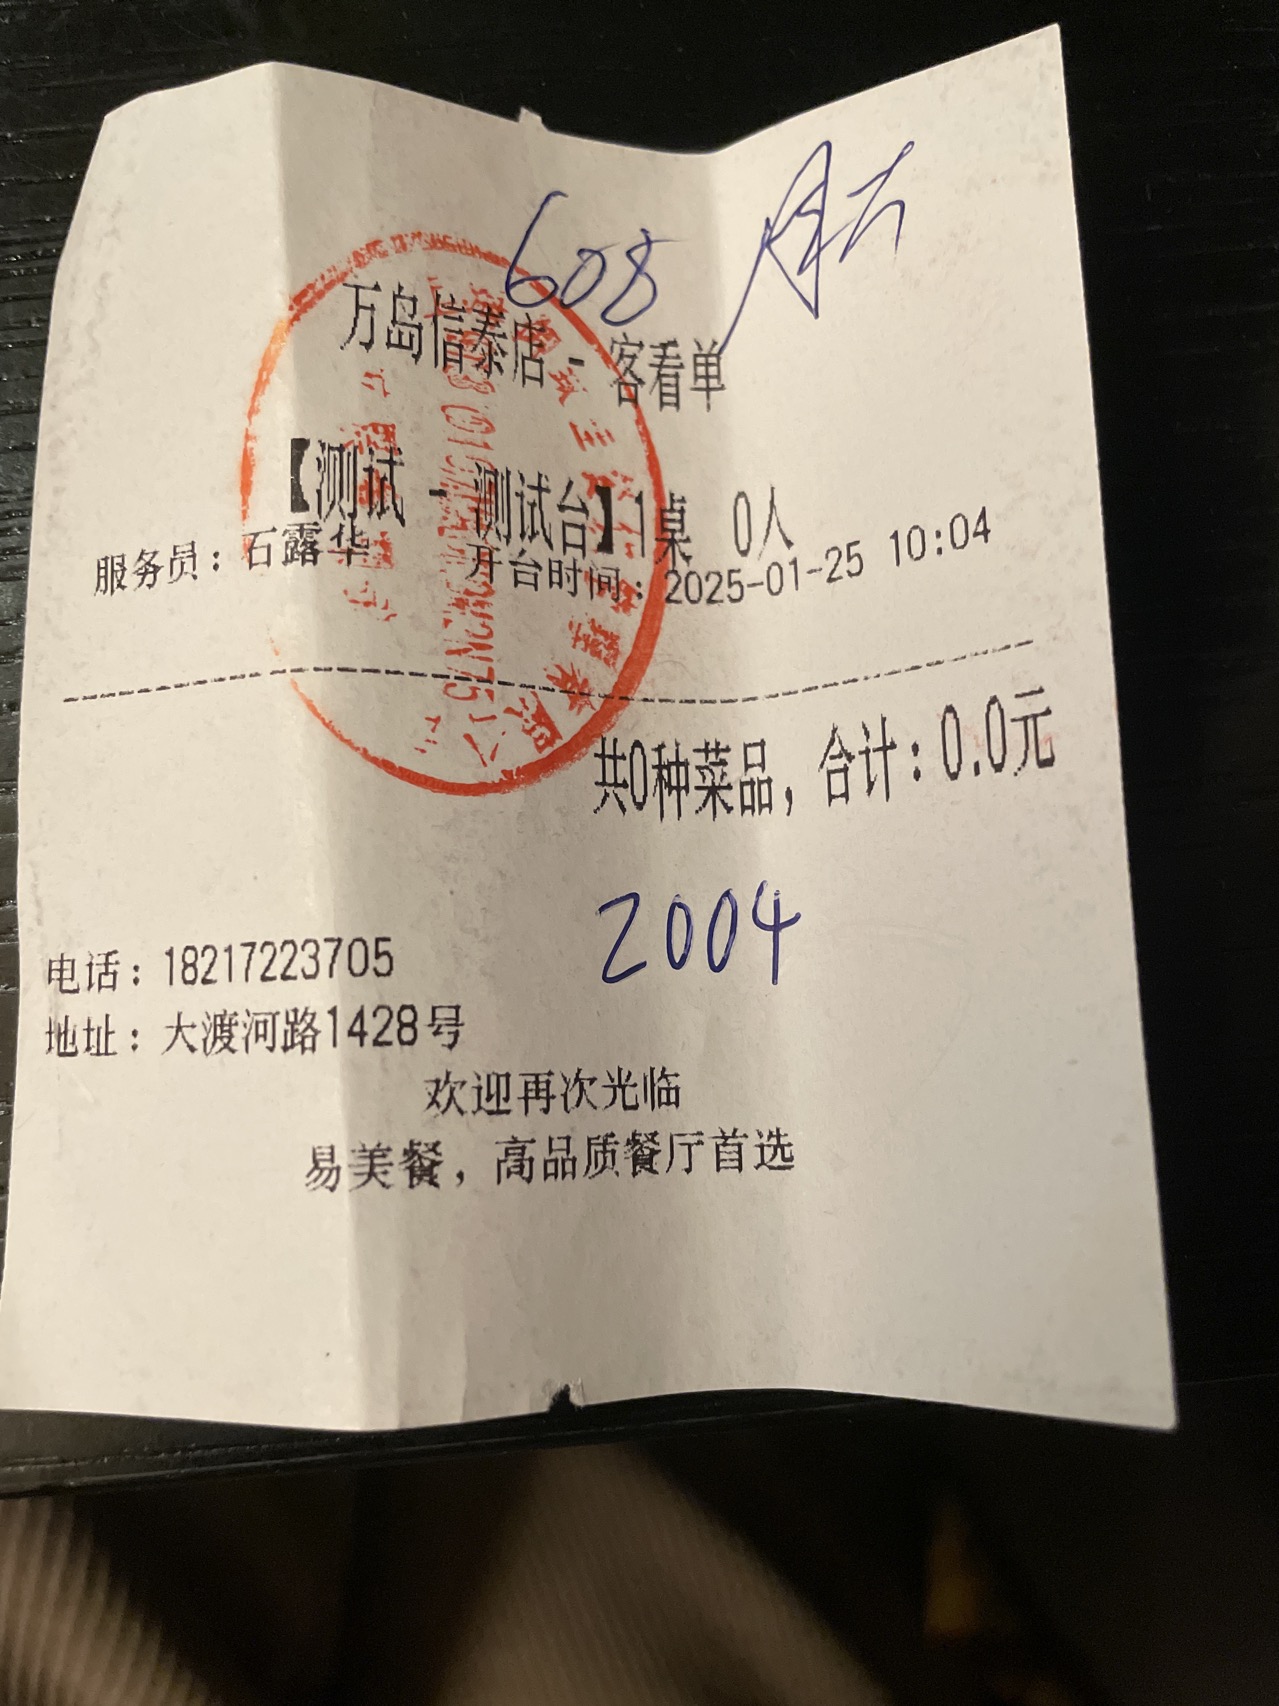 608
万岛信泰店 - 客看单
【测试 - 测试台】1桌 0人
服务员：石露华 开台时间：2025-01-25 10:04
共0种菜品，合计：0.0元
2004
电话：18217223705
地址：大渡河路1428号
欢迎再次光临
易美餐，高品质餐厅首选